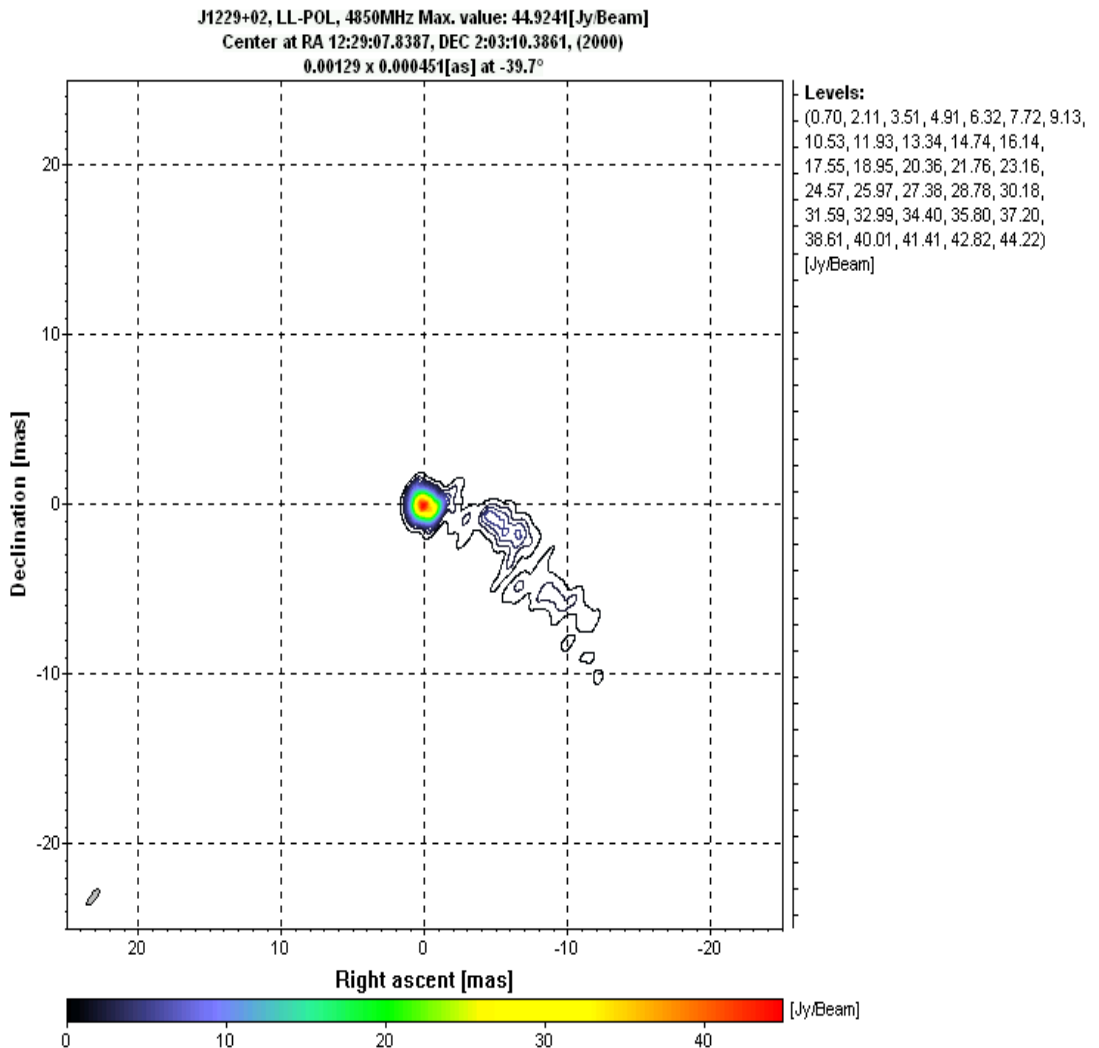 J1229+02, LL-POL, 4850MHz Max. value: 44.9241[Jy/Beam]
Center at RA 12:29:07.8387, DEC 2:03:10.3861, (2000)
0.00129 x 0.000451[as] at -39.7°
Levels:
(0.70, 2.11, 3.51, 4.91, 6.32, 7.72, 9.13,
10.53, 11.93, 13.34, 14.74, 16.14,
17.55, 18.95, 20.36, 21.76, 23.16,
24.57, 25.97, 27.38, 28.78, 30.18,
31.59, 32.99, 34.40, 35.80, 37.20,
38.61, 40.01, 41.41, 42.82, 44.22)
[Jy/Beam]
Declination [mas]
20
10
0
-10
-20
20 10 0 -10 -20
Right ascent [mas]
[Jy/Beam]
0 10 20 30 40